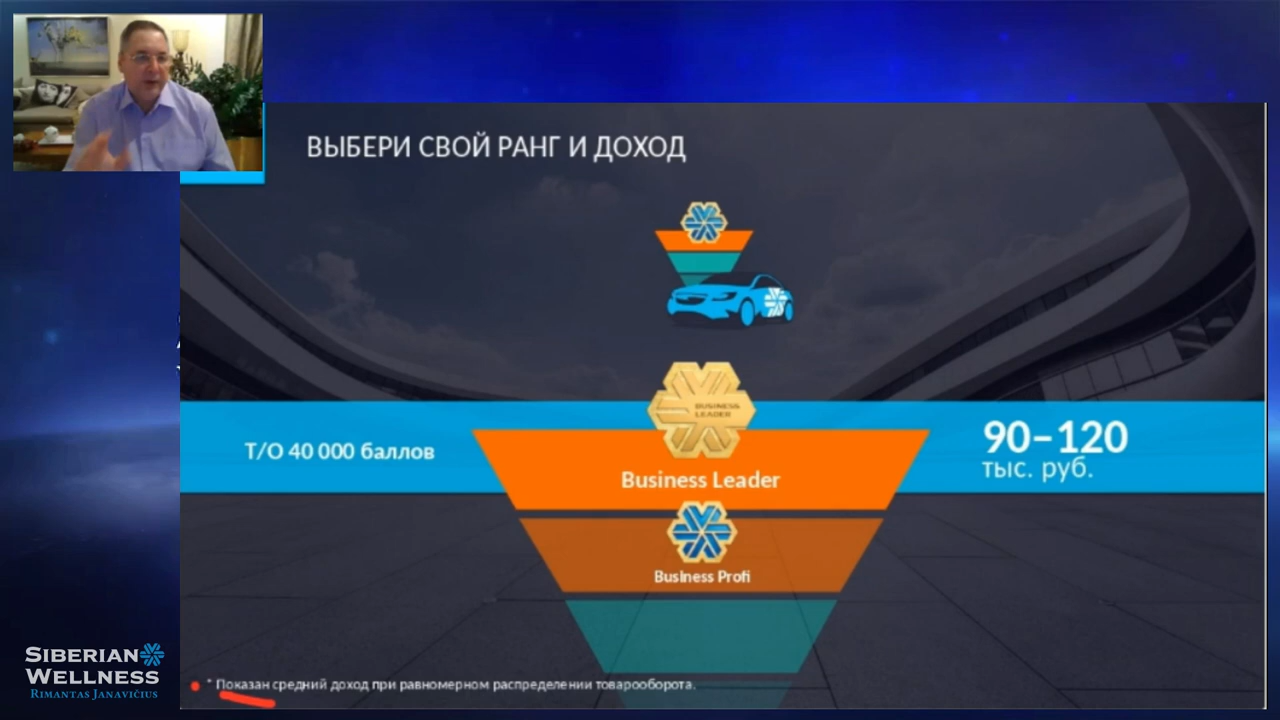 ВЫБЕРИ СВОЙ РАНГ И ДОХОД
BUSINESS
LEADER
Т/О 40 000 баллов
90–120
тыс. руб.
Business Leader
Business Profi
SIBERIAN
WELLNESS
RIMANTAS JANAVIČIUS
* Показан средний доход при равномерном распределении товарооборота.